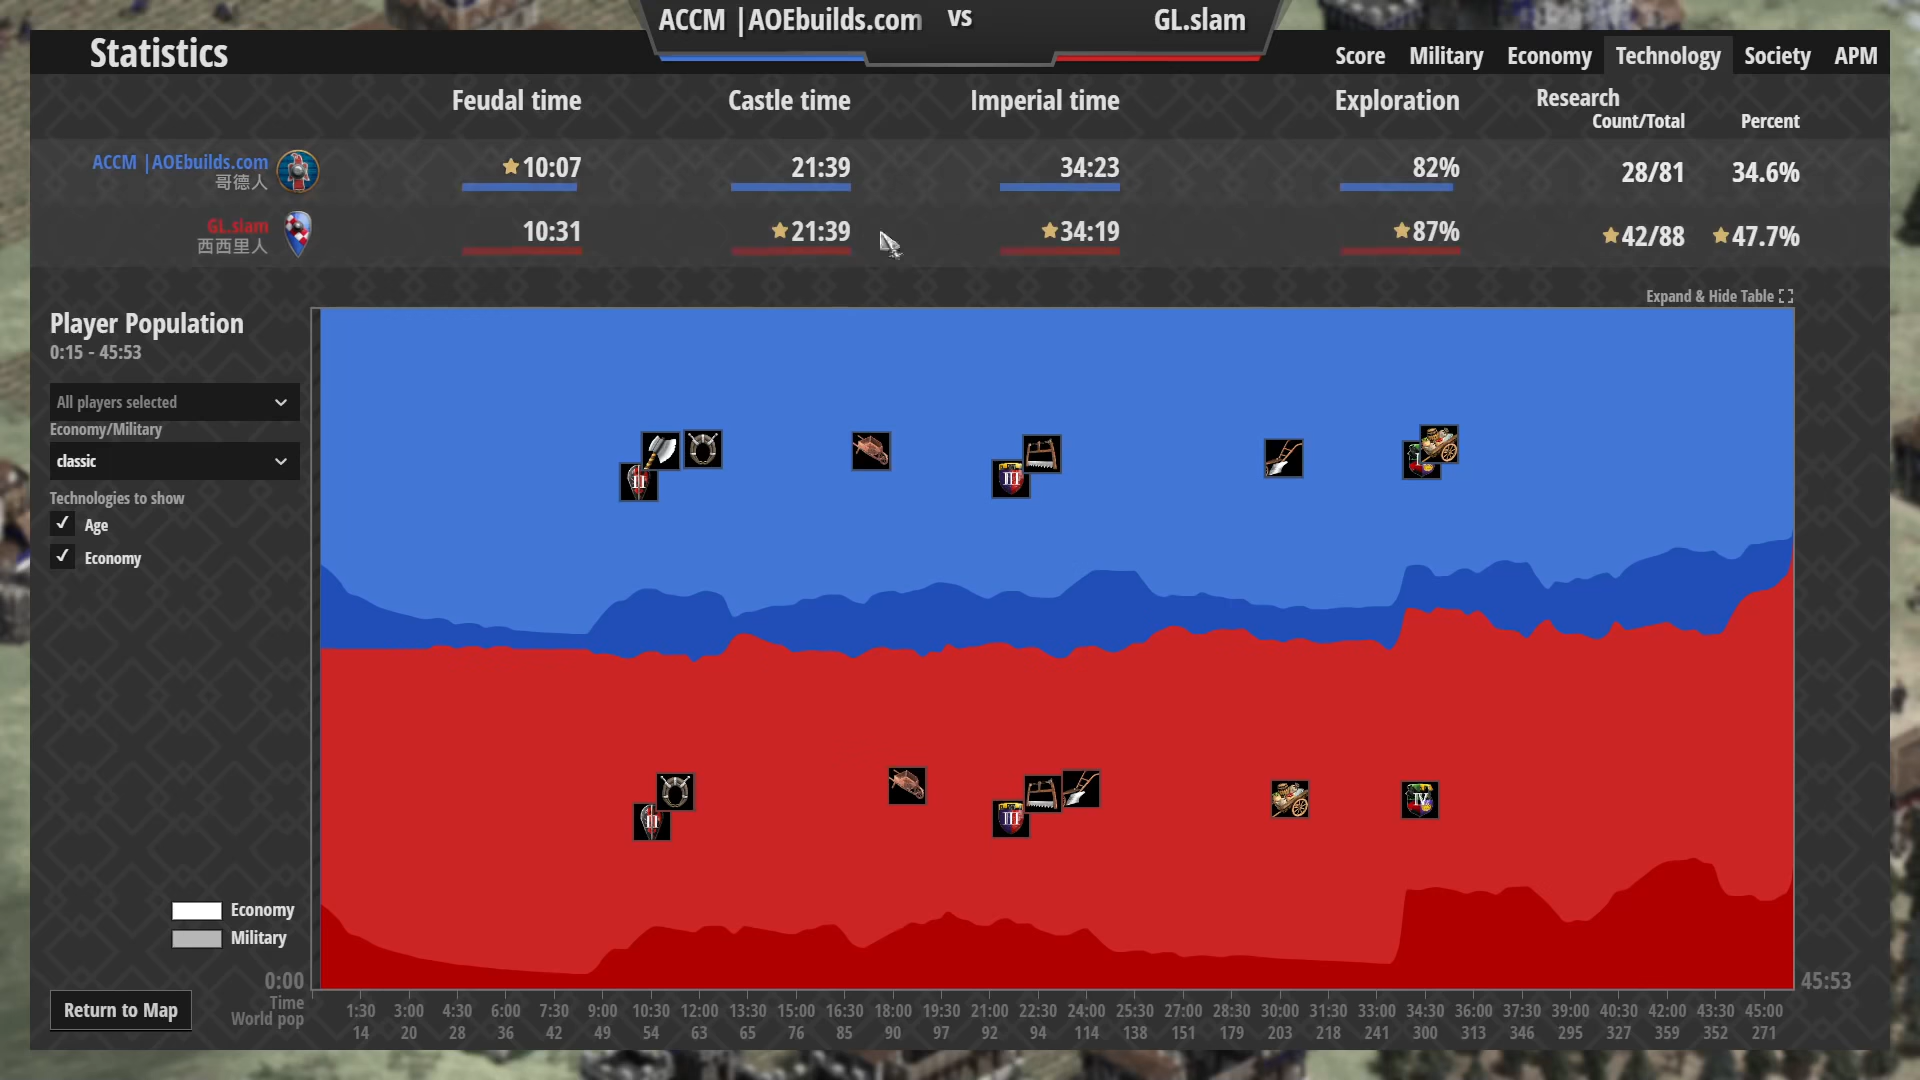 ACCM |AOEbuilds.com VS GL.slam
Statistics
Score Military Economy Technology Society APM
Feudal time Castle time Imperial time Exploration Research
Count/Total Percent
ACCM |AOEbuilds.com
哥德人
10:07 21:39 34:23 82% 28/81 34.6%
GL.slam
西西里人
10:31 21:39 34:19 87% 42/88 47.7%
Expand & Hide Table
Player Population
0:15 - 45:53
All players selected
Economy/Military
classic
Technologies to show
Age
Economy
II III I
II III IV
Economy
Military
0:00 45:53
Time 1:30 3:00 4:30 6:00 7:30 9:00 10:30 12:00 13:30 15:00 16:30 18:00 19:30 21:00 22:30 24:00 25:30 27:00 28:30 30:00 31:30 33:00 34:30 36:00 37:30 39:00 40:30 42:00 43:30 45:00
World pop 14 20 28 36 42 49 54 63 65 76 85 90 97 92 94 114 138 151 179 203 218 241 300 313 346 295 327 359 352 271
Return to Map